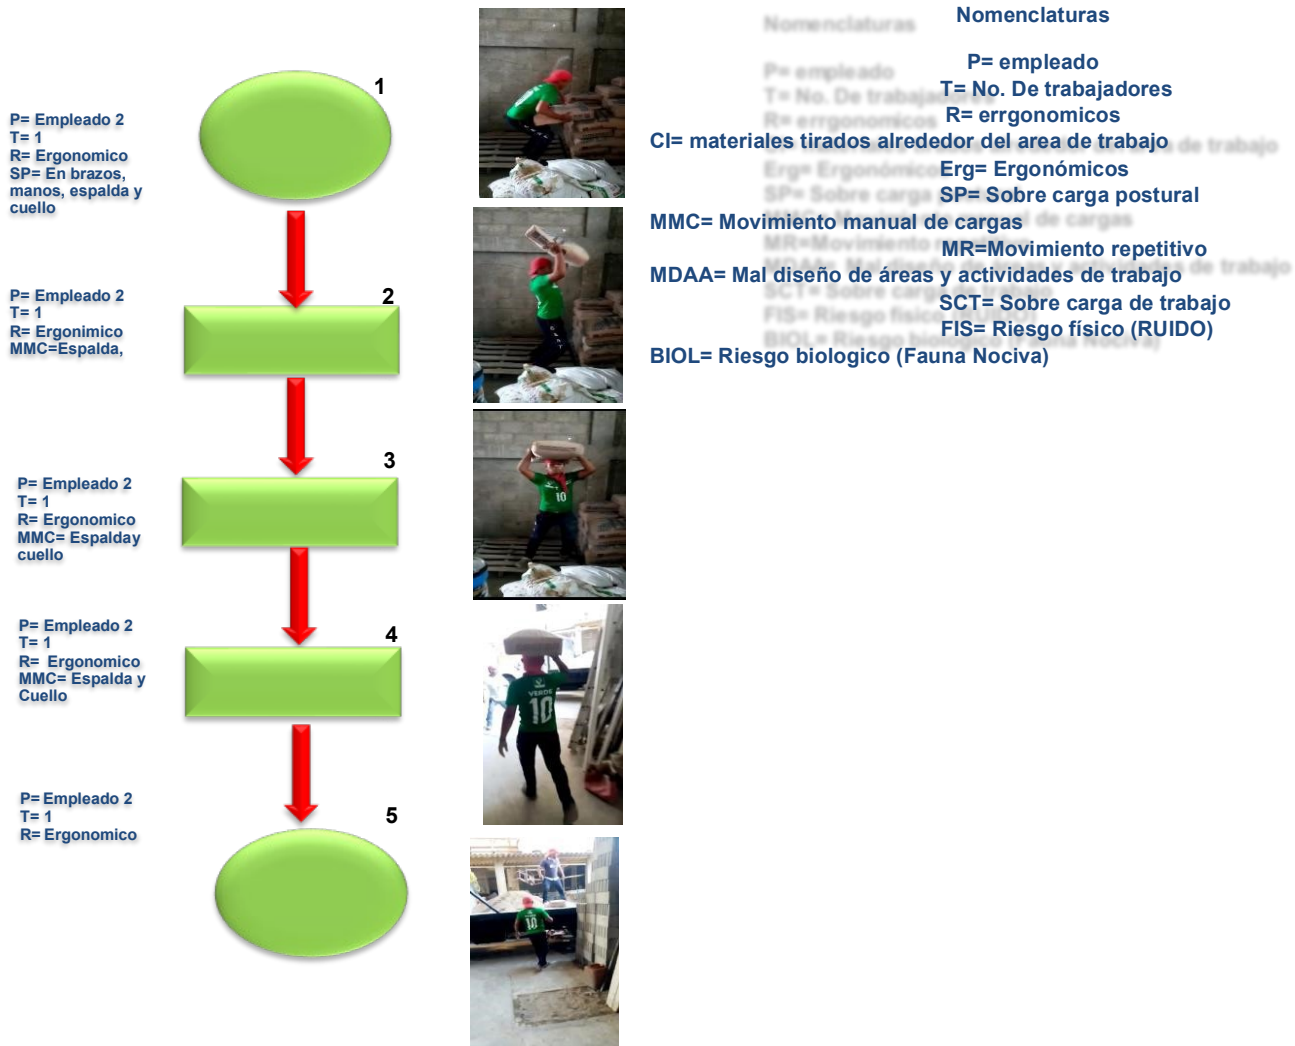 1
P= Empleado 2
T= 1
R= Ergonomico
SP= En brazos,
manos, espalda y
cuello
2
P= Empleado 2
T= 1
R= Ergonimico
MMC=Espalda,
3
P= Empleado 2
T= 1
R= Ergonomico
MMC= Espalday
cuello
4
P= Empleado 2
T= 1
R= Ergonomico
MMC= Espalda y
Cuello
5
P= Empleado 2
T= 1
R= Ergonomico
10
VERDE
10
10
Nomenclaturas
P= empleado
T= No. De trabajadores
R= errgonomicos
CI= materiales tirados alrededor del area de trabajo
Erg= Ergonómicos
SP= Sobre carga postural
MMC= Movimiento manual de cargas
MR=Movimiento repetitivo
MDAA= Mal diseño de áreas y actividades de trabajo
SCT= Sobre carga de trabajo
FIS= Riesgo físico (RUIDO)
BIOL= Riesgo biologico (Fauna Nociva)